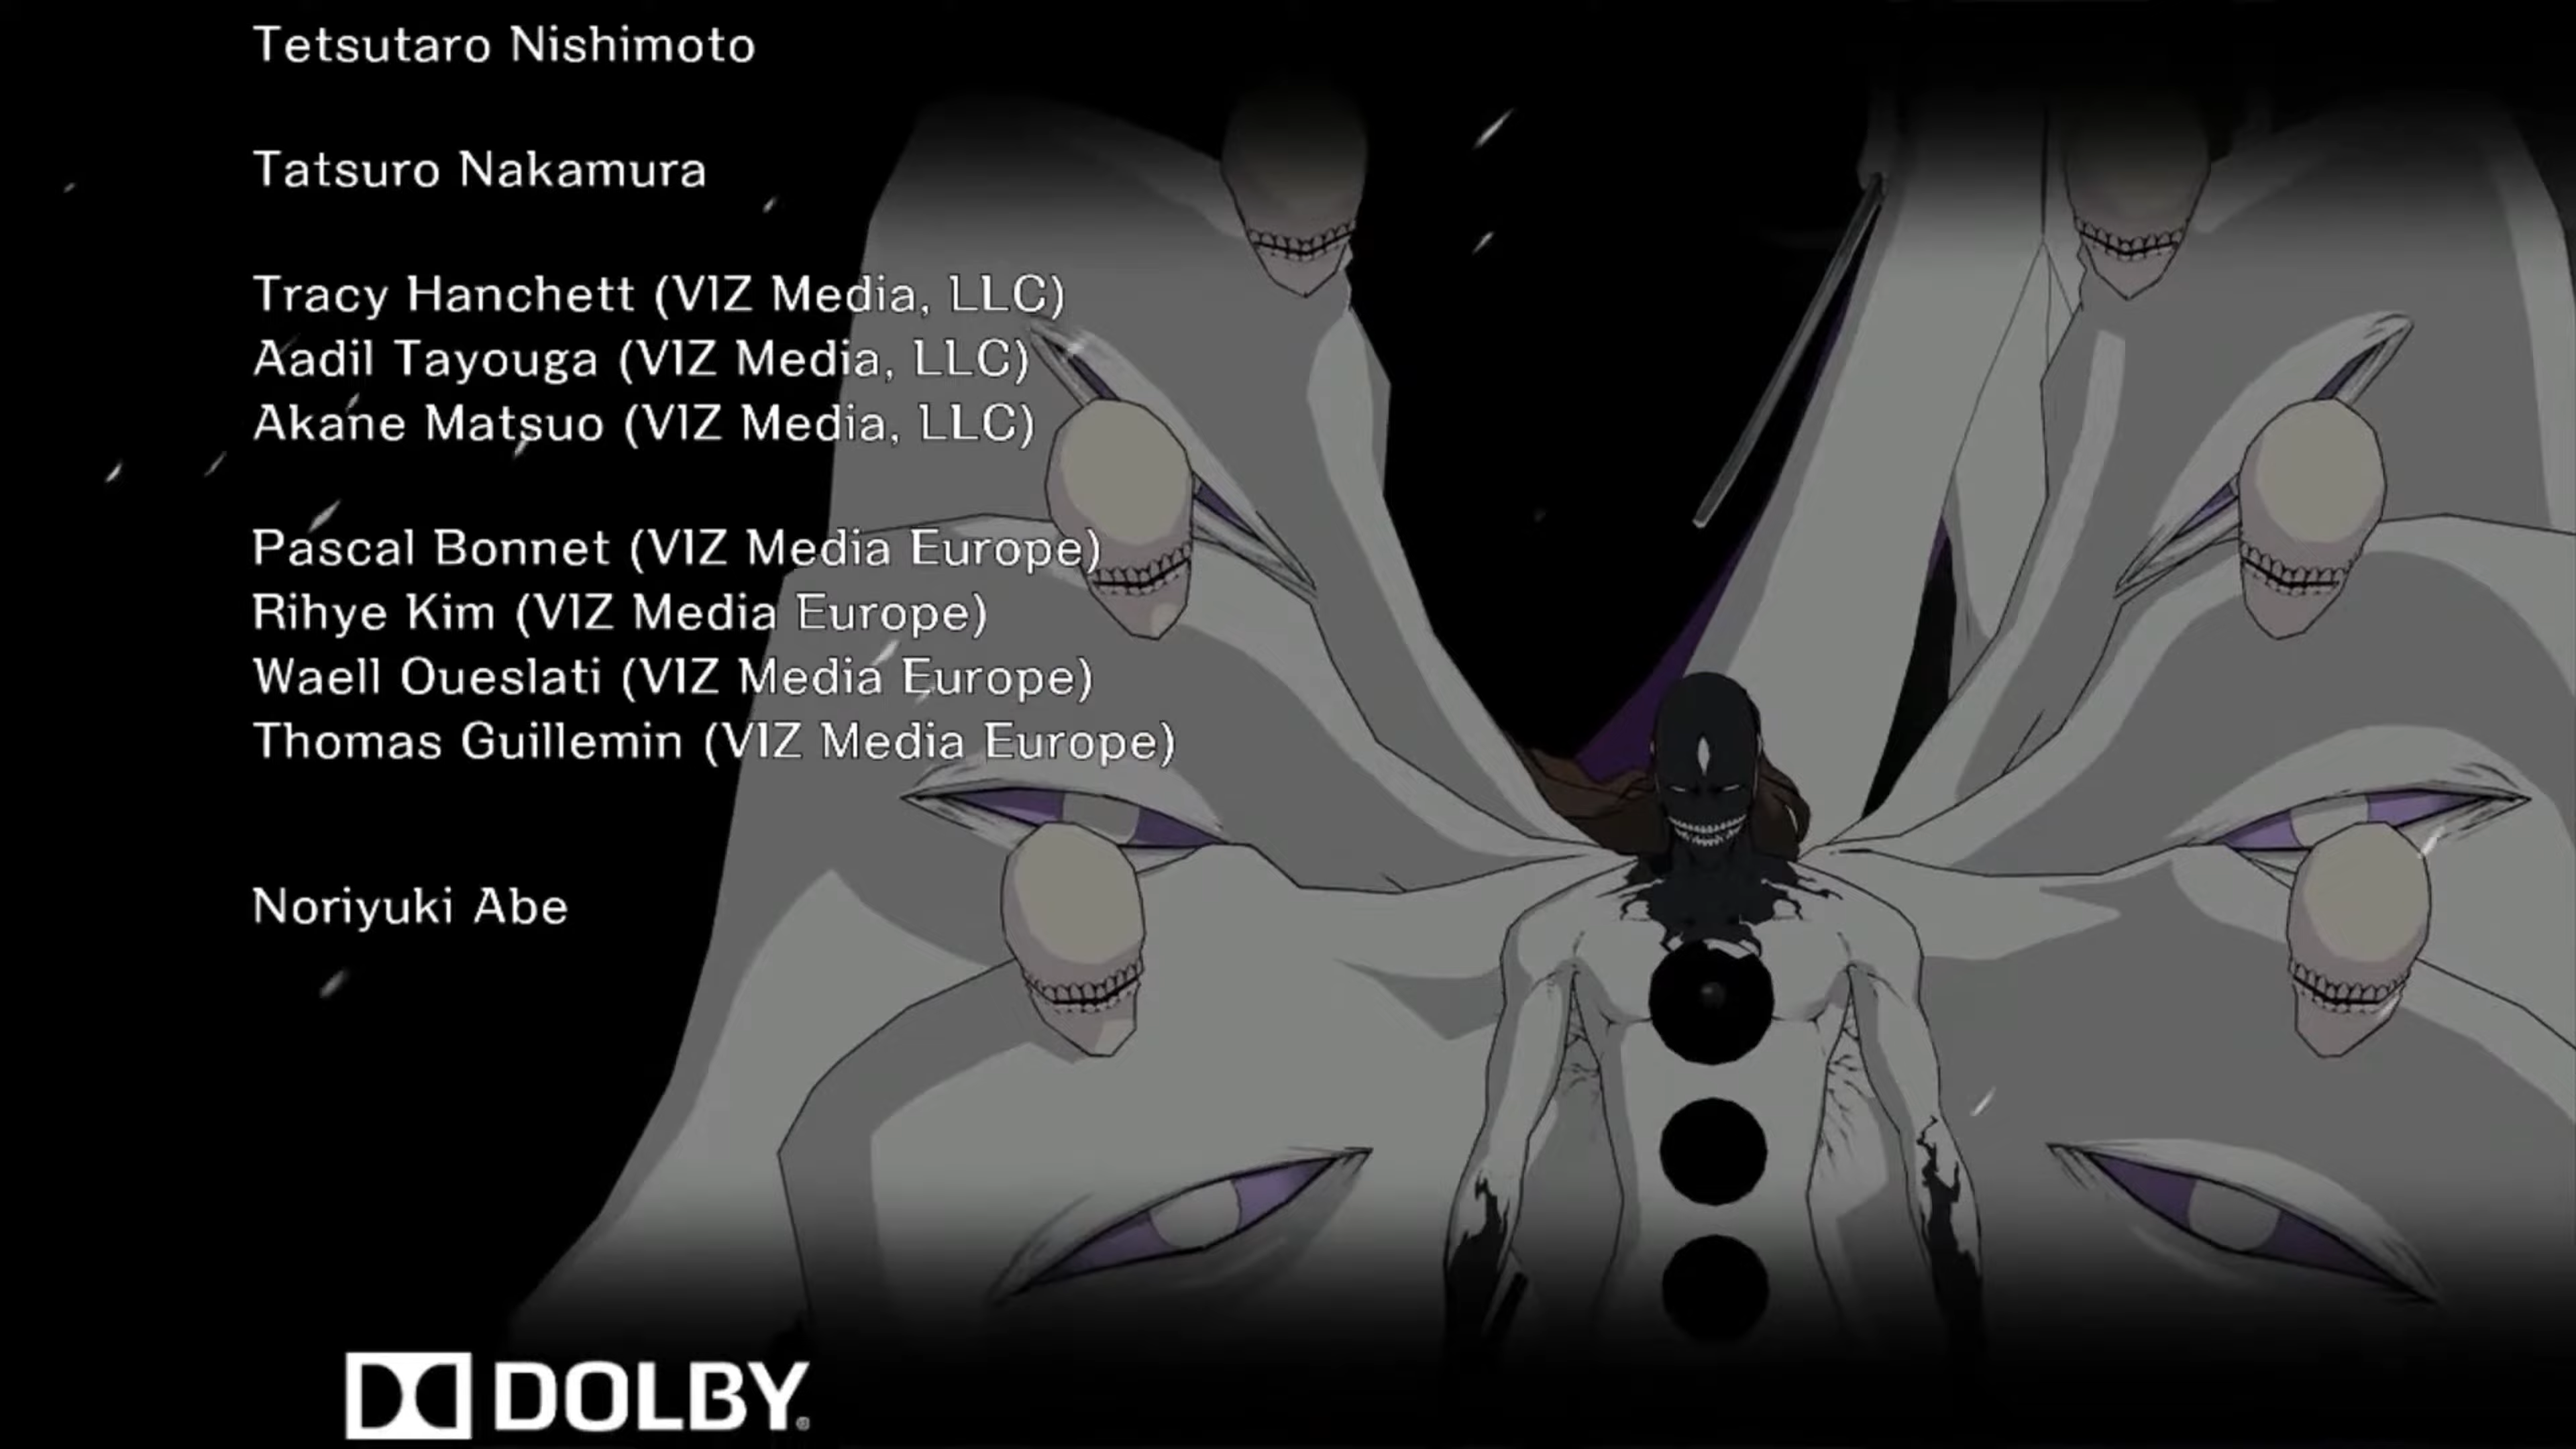 Tetsutaro Nishimoto
Tatsuro Nakamura
Tracy Hanchett (VIZ Media, LLC)
Aadil Tayouga (VIZ Media, LLC)
Akane Matsuo (VIZ Media, LLC)
Pascal Bonnet (VIZ Media Europe)
Rihye Kim (VIZ Media Europe)
Waell Oueslati (VIZ Media Europe)
Thomas Guillemin (VIZ Media Europe)
Noriyuki Abe
DOLBY®